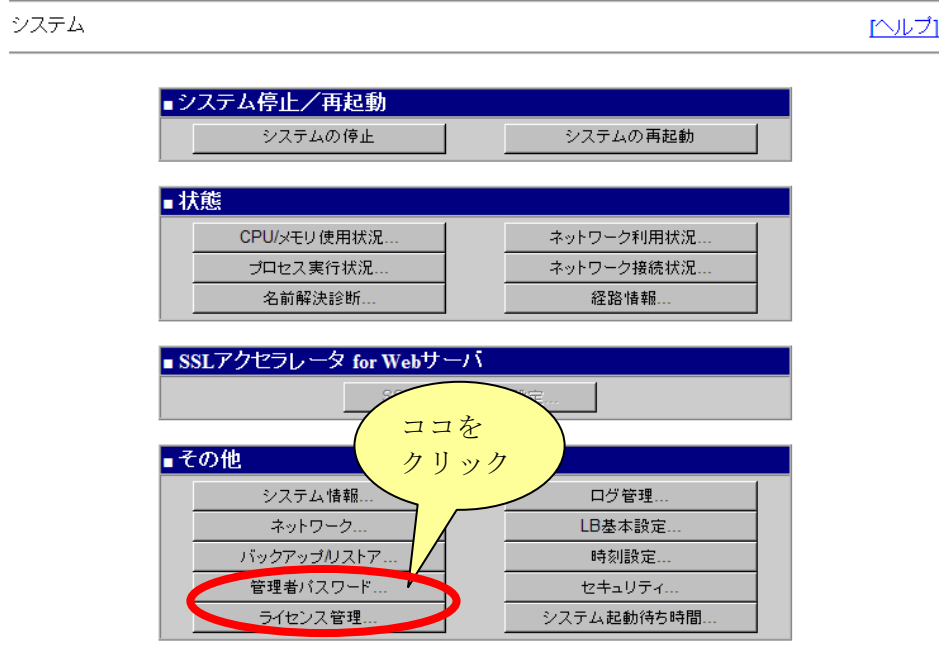 システム [ヘルプ]
■システム停止／再起動
システムの停止 システムの再起動
■状態
CPU/メモリ使用状況... ネットワーク利用状況...
プロセス実行状況... ネットワーク接続状況...
名前解決診断... 経路情報...
■SSLアクセラレータ for Webサーバ
ココを
クリック
■その他
システム情報... ログ管理...
ネットワーク... LB基本設定...
バックアップ/リストア... 時刻設定...
管理者パスワード... セキュリティ...
ライセンス管理... システム起動待ち時間...